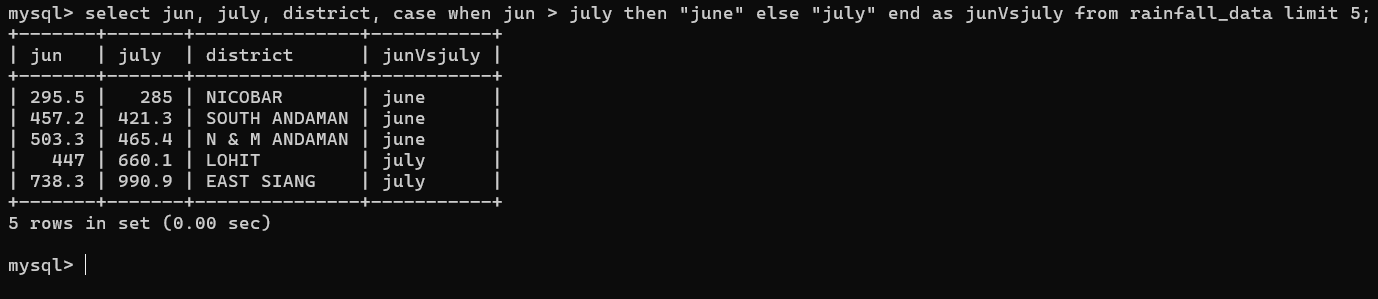 mysql> select jun, july, district, case when jun > july then "june" else "july" end as junVsjuly from rainfall_data limit 5;
+-------+-------+---------------+-----------+
| jun   | july  | district      | junVsjuly |
+-------+-------+---------------+-----------+
| 295.5 |   285 | NICOBAR       | june      |
| 457.2 | 421.3 | SOUTH ANDAMAN | june      |
| 503.3 | 465.4 | N & M ANDAMAN | june      |
|   447 | 660.1 | LOHIT         | july      |
| 738.3 | 990.9 | EAST SIANG    | july      |
+-------+-------+---------------+-----------+
5 rows in set (0.00 sec)
mysql>